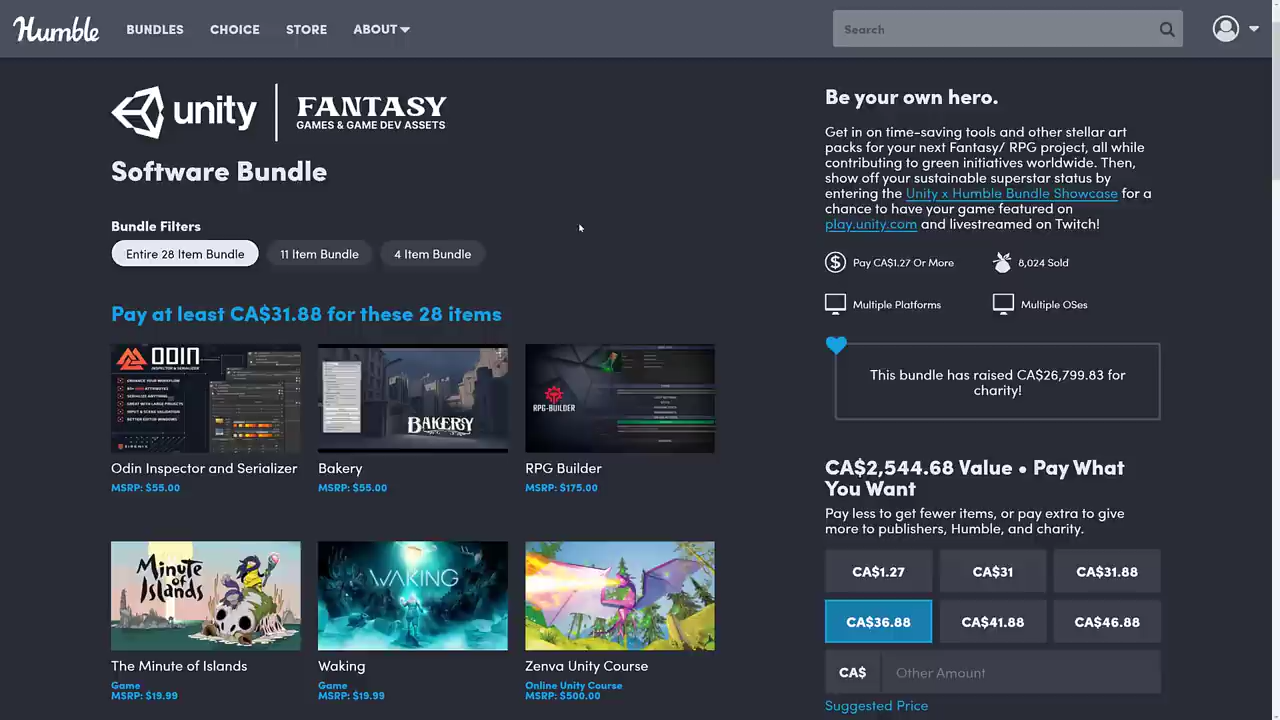 Humble
BUNDLES
CHOICE
STORE
ABOUT
Search
unity
FANTASY
GAMES & GAME DEV ASSETS
Software Bundle
Bundle Filters
Entire 28 Item Bundle
11 Item Bundle
4 Item Bundle
Pay at least CA$31.88 for these 28 items
ODIN
INSPECTOR AND SERIALIZER
BAKERY
RPG-BUILDER
Odin Inspector and Serializer
MSRP: $55.00
Bakery
MSRP: $55.00
RPG Builder
MSRP: $175.00
Minute
of
Islands
WAKING
The Minute of Islands
Game
MSRP: $19.99
Waking
Game
MSRP: $19.99
Zenva Unity Course
Online Unity Course
MSRP: $500.00
Be your own hero.
Get in on time-saving tools and other stellar art
packs for your next Fantasy/ RPG project, all while
contributing to green initiatives worldwide. Then,
show off your sustainable superstar status by
entering the Unity x Humble Bundle Showcase for a
chance to have your game featured on
play.unity.com and livestreamed on Twitch!
Pay CA$1.27 Or More
8,024 Sold
Multiple Platforms
Multiple OSes
This bundle has raised CA$26,799.83 for
charity!
CA$2,544.68 Value • Pay What
You Want
Pay less to get fewer items, or pay extra to give
more to publishers, Humble, and charity.
CA$1.27
CA$31
CA$31.88
CA$36.88
CA$41.88
CA$46.88
CA$
Other Amount
Suggested Price